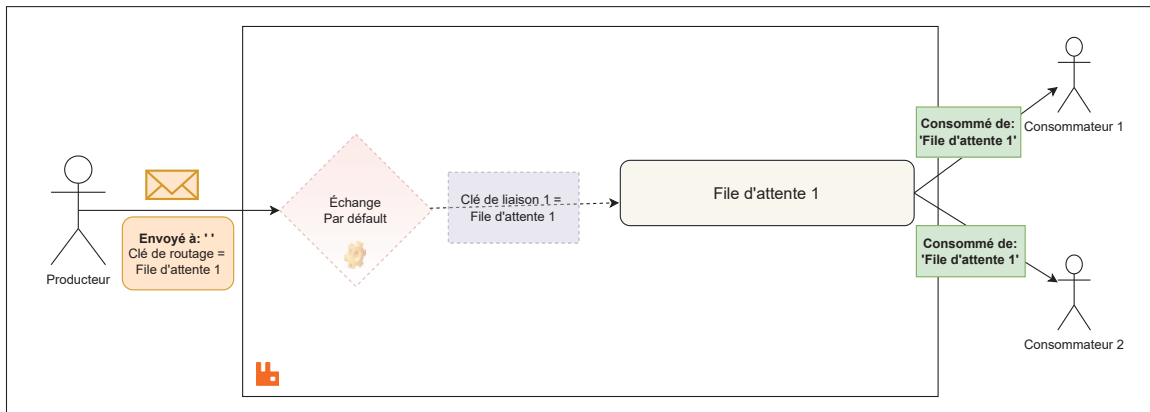 Producteur
Envoyé à: ' '
Clé de routage =
File d'attente 1
Échange
Par défault
Clé de liaison 1 =
File d'attente 1
File d'attente 1
Consommé de:
'File d'attente 1'
Consommateur 1
Consommé de:
'File d'attente 1'
Consommateur 2